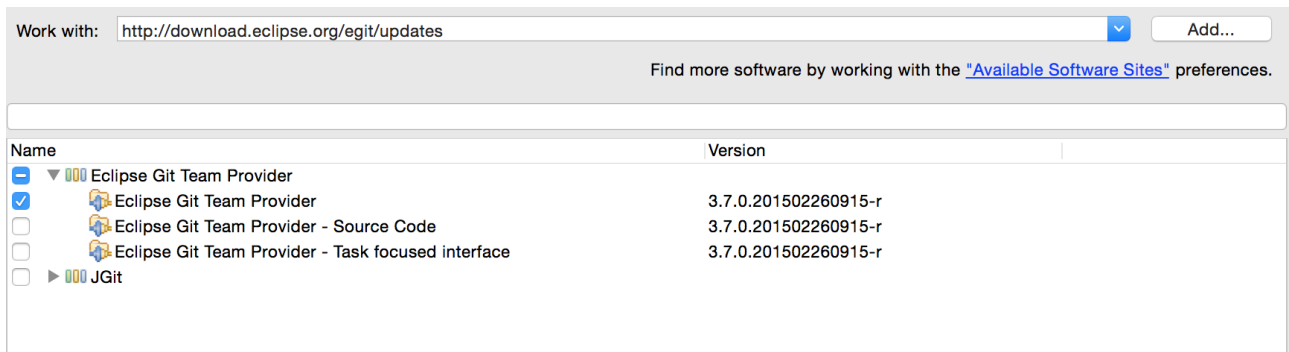 Work with: http://download.eclipse.org/egit/updates Add...
Find more software by working with the "Available Software Sites" preferences.
Name Version
Eclipse Git Team Provider
Eclipse Git Team Provider 3.7.0.201502260915-r
Eclipse Git Team Provider - Source Code 3.7.0.201502260915-r
Eclipse Git Team Provider - Task focused interface 3.7.0.201502260915-r
JGit